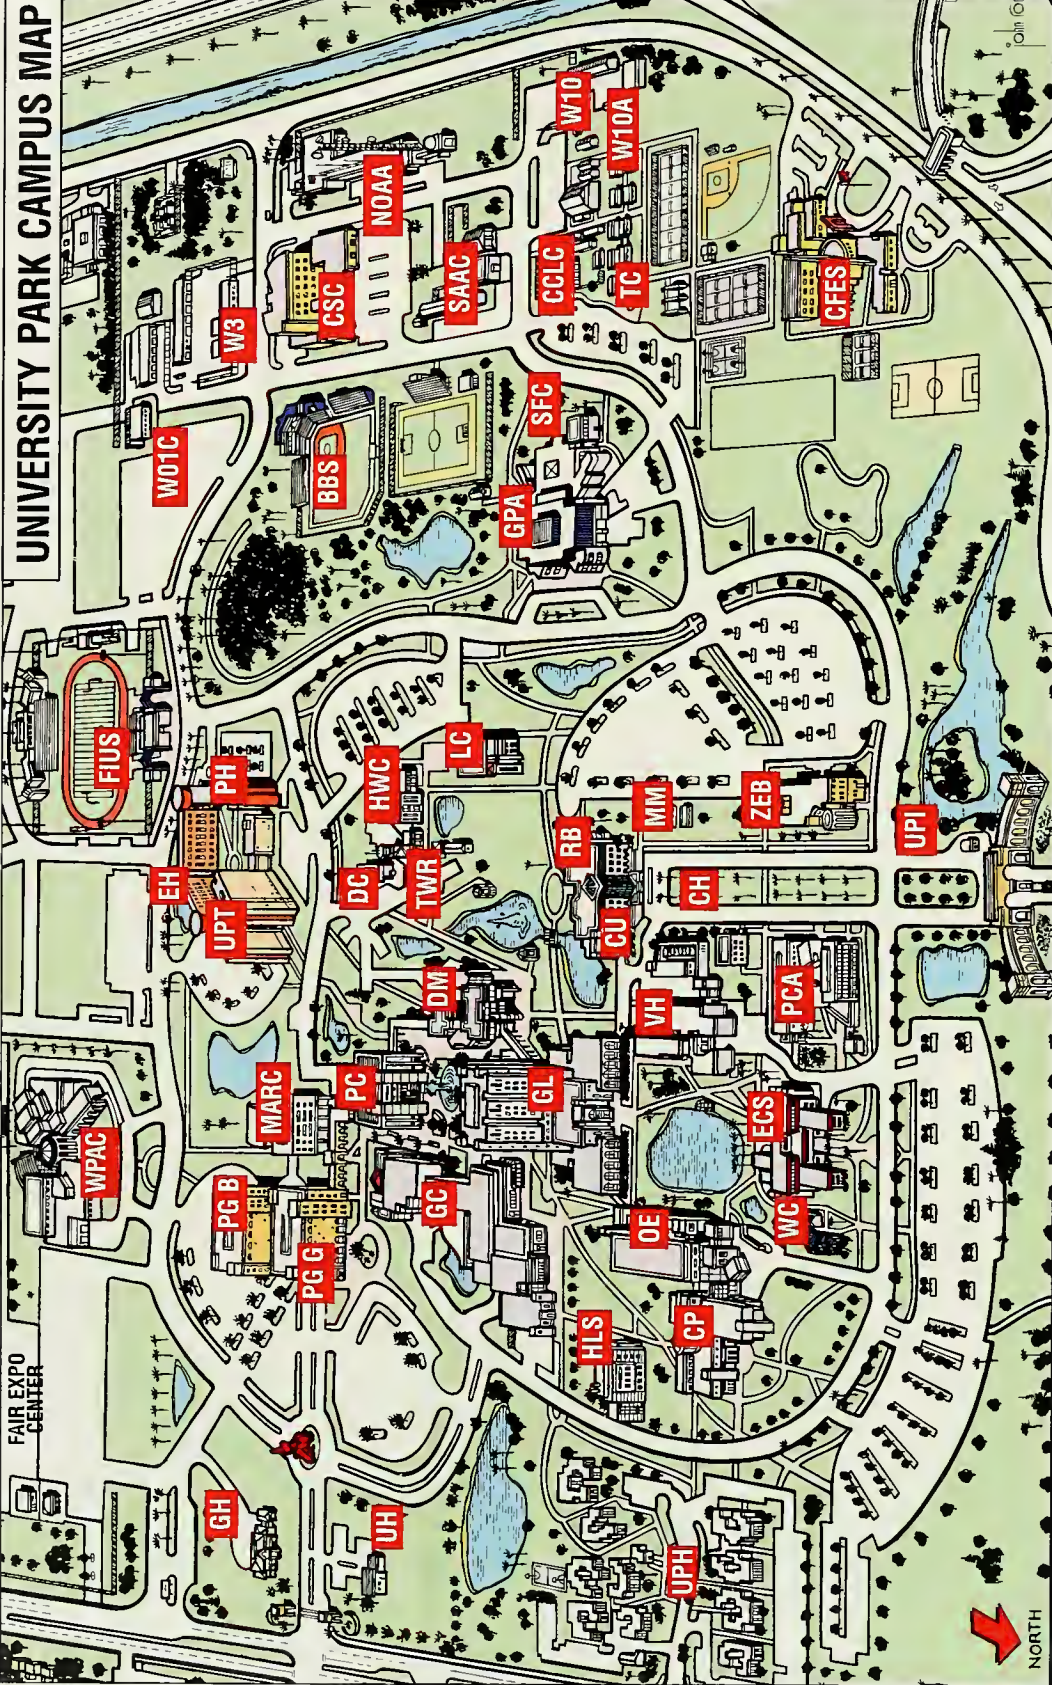 UNIVERSITY PARK CAMPUS MAP
FAIR EXPO
CENTER
GH
UH
UPH
WPAC
PG B
PG G
MARC
PC
GC
GL
DM
HLS
CP
OE
WC
ECS
VH
PCA
EH
UPT
PH
FIUS
DC
TWR
HWC
LC
RB
CU
CH
MM
ZEB
UPI
W01C
W3
BBS
CSC
NOAA
SAAC
GPA
SFC
CCLC
TC
W10
W10A
CFES
NORTH